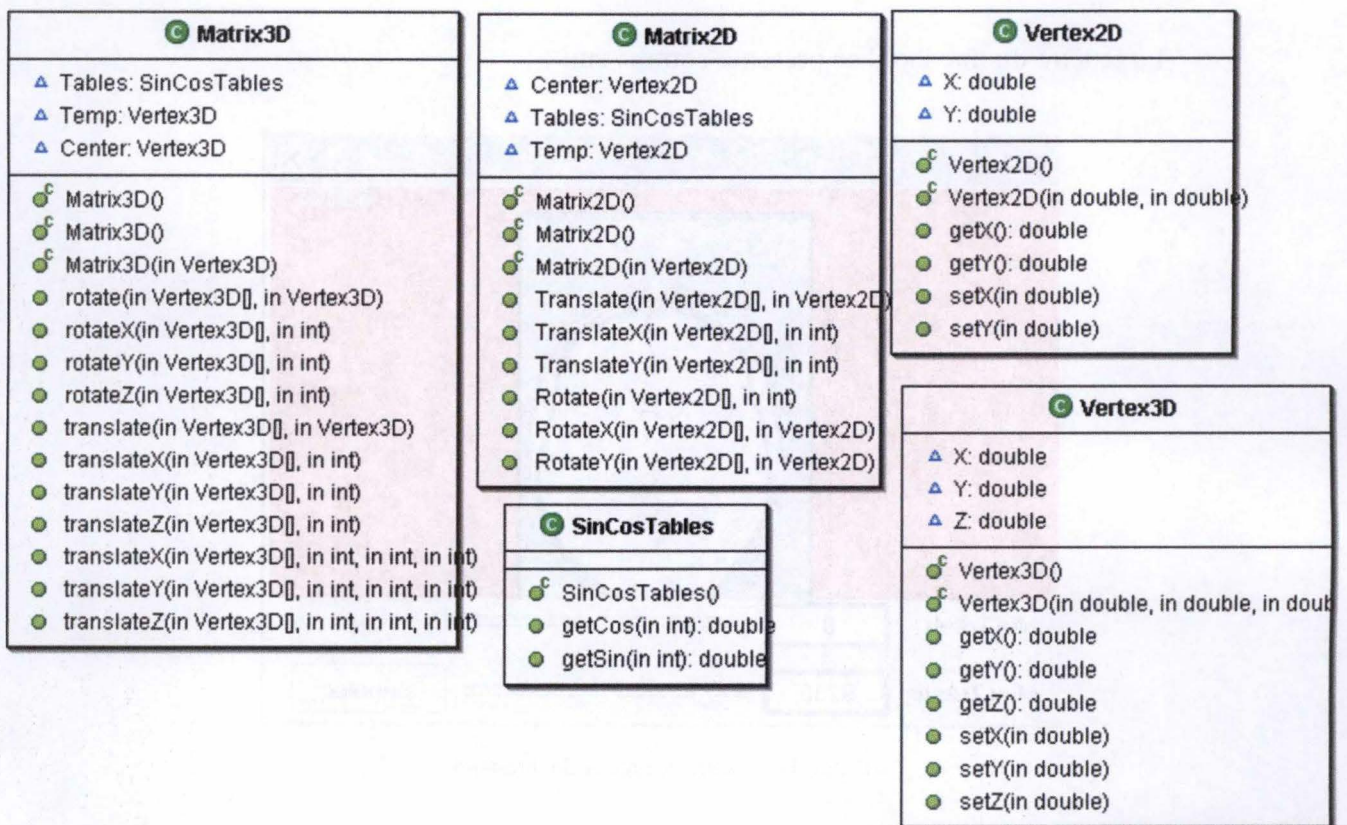 Matrix3D
Tables: SinCosTables
Temp: Vertex3D
Center: Vertex3D
Matrix3D()
Matrix3D()
Matrix3D(in Vertex3D)
rotate(in Vertex3D[], in Vertex3D)
rotateX(in Vertex3D[], in int)
rotateY(in Vertex3D[], in int)
rotateZ(in Vertex3D[], in int)
translate(in Vertex3D[], in Vertex3D)
translateX(in Vertex3D[], in int)
translateY(in Vertex3D[], in int)
translateZ(in Vertex3D[], in int)
translateX(in Vertex3D[], in int, in int, in int)
translateY(in Vertex3D[], in int, in int, in int)
translateZ(in Vertex3D[], in int, in int, in int)
Matrix2D
Center: Vertex2D
Tables: SinCosTables
Temp: Vertex2D
Matrix2D()
Matrix2D()
Matrix2D(in Vertex2D)
Translate(in Vertex2D[], in Vertex2D)
TranslateX(in Vertex2D[], in int)
TranslateY(in Vertex2D[], in int)
Rotate(in Vertex2D[], in int)
RotateX(in Vertex2D[], in Vertex2D)
RotateY(in Vertex2D[], in Vertex2D)
SinCosTables
SinCosTables()
getCos(in int): double
getSin(in int): double
Vertex2D
X: double
Y: double
Vertex2D()
Vertex2D(in double, in double)
getX(): double
getY(): double
setX(in double)
setY(in double)
Vertex3D
X: double
Y: double
Z: double
Vertex3D()
Vertex3D(in double, in double, in doub
getX(): double
getY(): double
getZ(): double
setX(in double)
setY(in double)
setZ(in double)